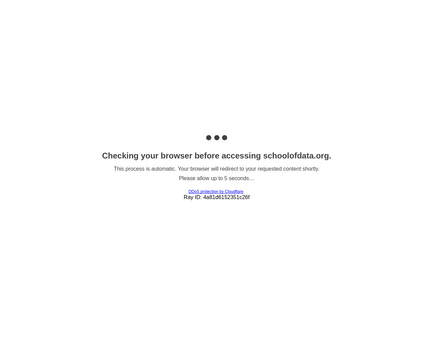 Checking your browser before accessing schoolofdata.org.
This process is automatic. Your browser will redirect to your requested content shortly.
Please allow up to 5 seconds…
DDoS protection by Cloudflare
Ray ID: 4a81d6152351c26f